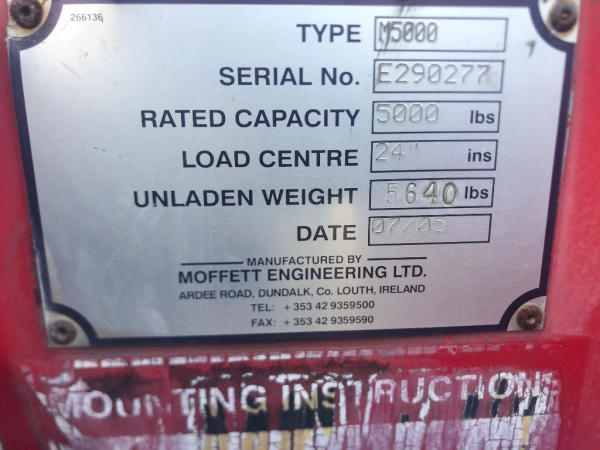 266136
TYPE M5000
SERIAL No. E290277
RATED CAPACITY 5000 lbs
LOAD CENTRE 24" ins
UNLADEN WEIGHT 5640 lbs
DATE 07/05
MANUFACTURED BY
MOFFETT ENGINEERING LTD.
ARDEE ROAD, DUNDALK, Co. LOUTH, IRELAND
TEL: + 353 42 9359500
FAX: + 353 42 9359590
MOUNTING INSTRUCTIONS